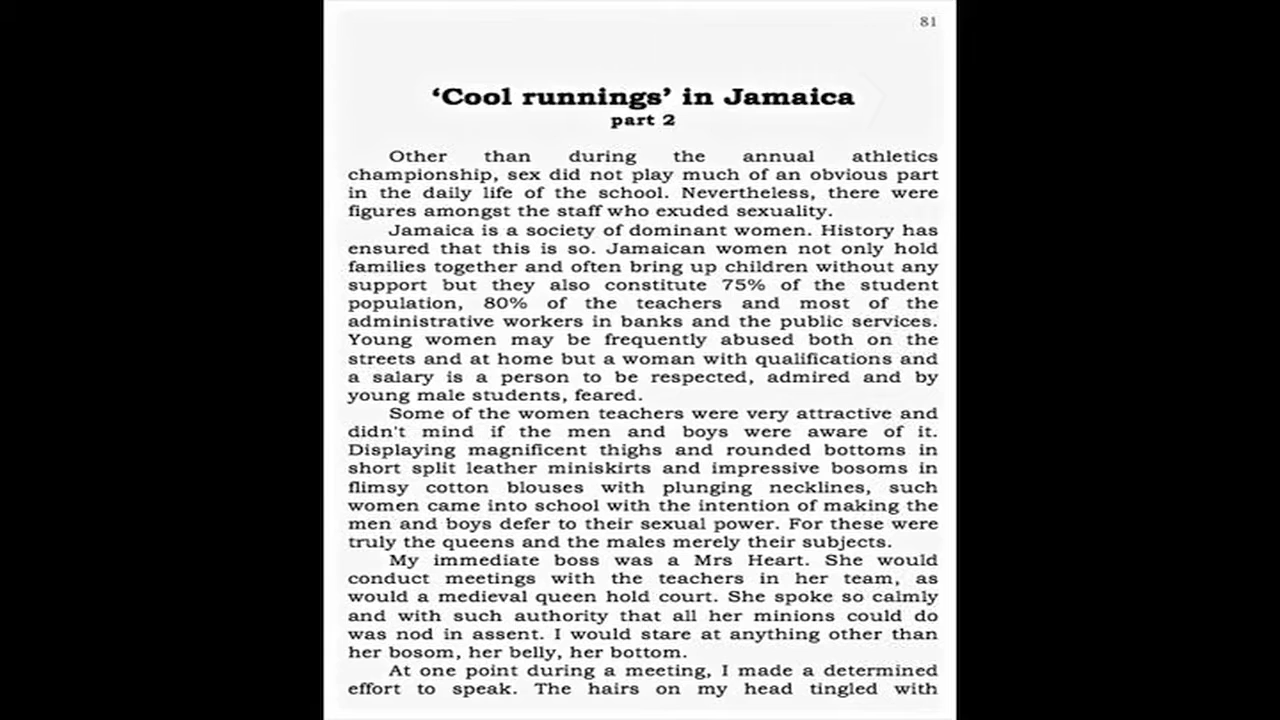 81
‘Cool runnings’ in Jamaica
part 2
Other than during the annual athletics
championship, sex did not play much of an obvious part
in the daily life of the school. Nevertheless, there were
figures amongst the staff who exuded sexuality.
Jamaica is a society of dominant women. History has
ensured that this is so. Jamaican women not only hold
families together and often bring up children without any
support but they also constitute 75% of the student
population, 80% of the teachers and most of the
administrative workers in banks and the public services.
Young women may be frequently abused both on the
streets and at home but a woman with qualifications and
a salary is a person to be respected, admired and by
young male students, feared.
Some of the women teachers were very attractive and
didn't mind if the men and boys were aware of it.
Displaying magnificent thighs and rounded bottoms in
short split leather miniskirts and impressive bosoms in
flimsy cotton blouses with plunging necklines, such
women came into school with the intention of making the
men and boys defer to their sexual power. For these were
truly the queens and the males merely their subjects.
My immediate boss was a Mrs Heart. She would
conduct meetings with the teachers in her team, as
would a medieval queen hold court. She spoke so calmly
and with such authority that all her minions could do
was nod in assent. I would stare at anything other than
her bosom, her belly, her bottom.
At one point during a meeting, I made a determined
effort to speak. The hairs on my head tingled with